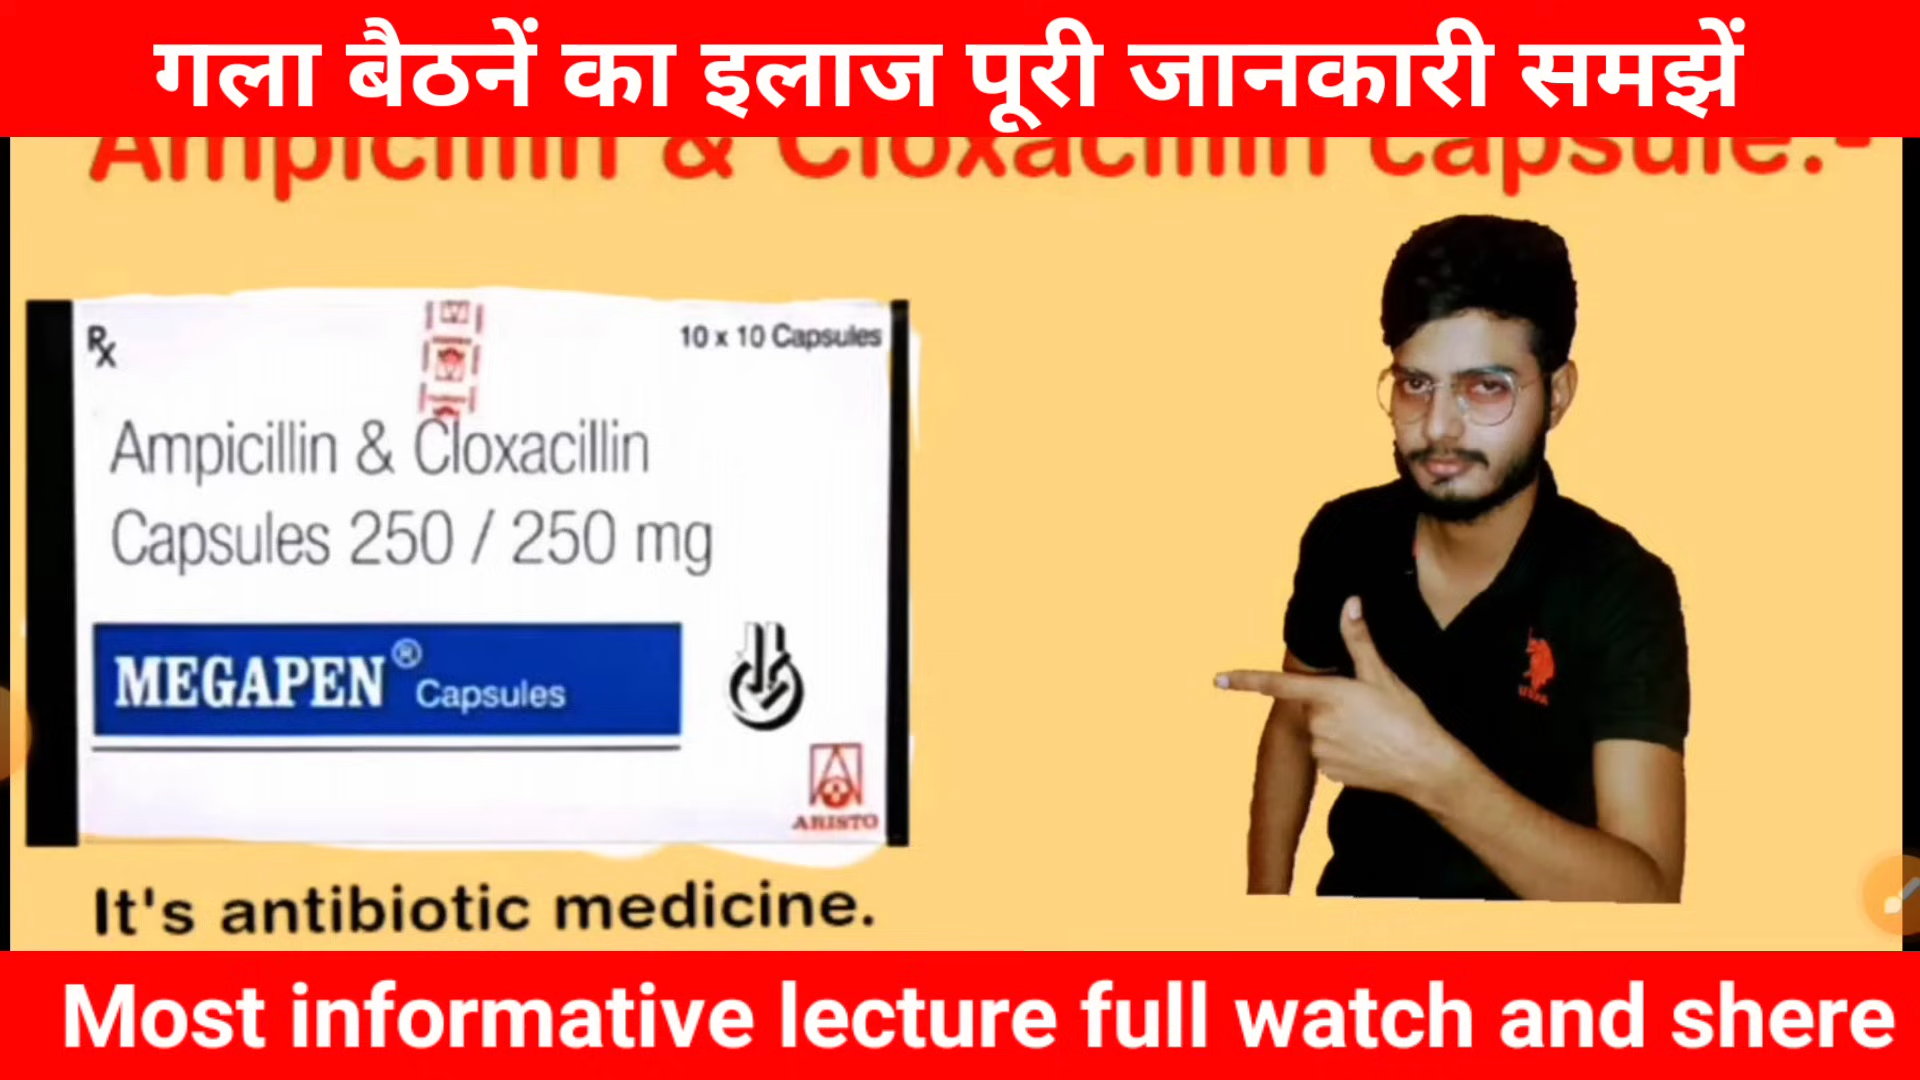 गला बैठनें का इलाज पूरी जानकारी समझें
Ampicillin & Cloxacillin capsule.-
Rx
10 x 10 Capsules
Ampicillin & Cloxacillin
Capsules 250 / 250 mg
MEGAPEN® Capsules
ARISTO
USPA
It's antibiotic medicine.
Most informative lecture full watch and shere